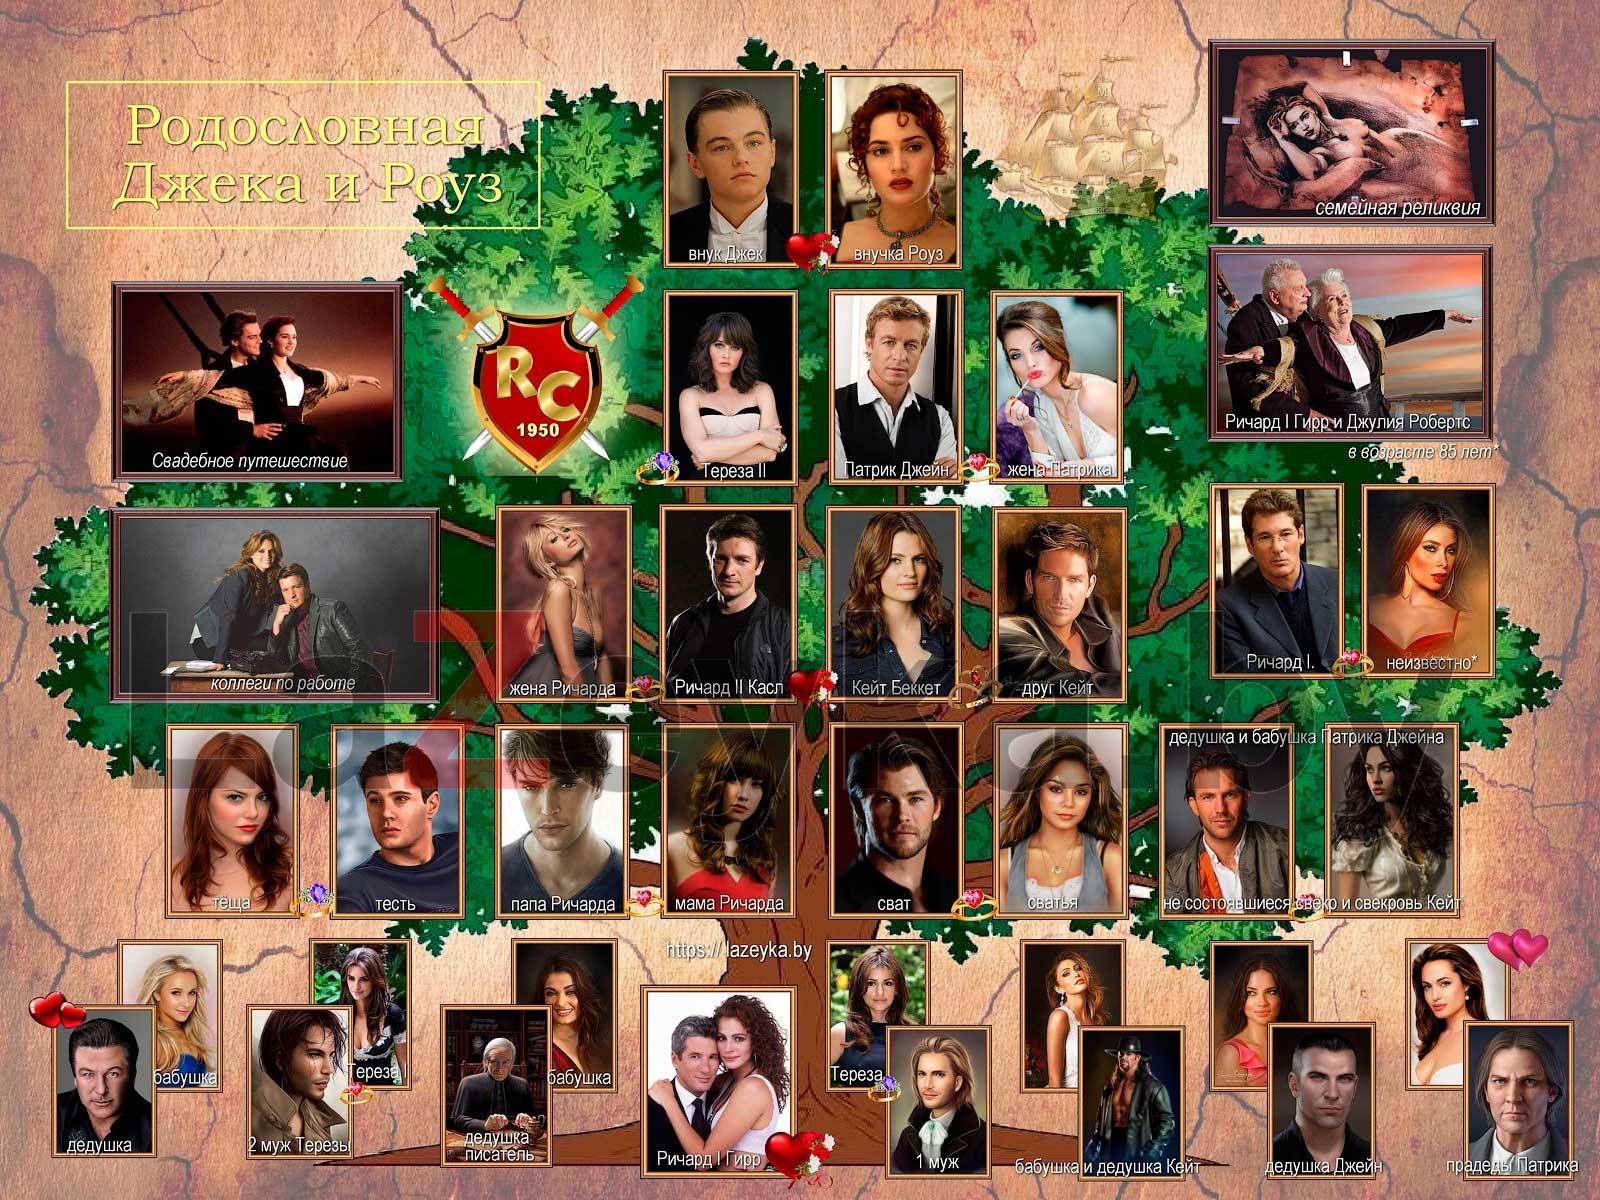 Родословная
Джека и Роуз
внук Джек
внучка Роуз
семейная реликвия
Свадебное путешествие
RC
1950
Тереза II
Патрик Джейн
жена Патрика
Ричард I Гирр и Джулия Робертс
в возрасте 85 лет*
коллеги по работе
жена Ричарда
Ричард II Касл
Кейт Беккет
друг Кейт
Ричард I.
неизвестно*
LaZeyka.by
тёща
тесть
папа Ричарда
мама Ричарда
сват
сватья
дедушка и бабушка Патрика Джейна
не состоявшиеся свёкр и свекровь Кейт
https:// lazeyka.by
дедушка
бабушка
2 муж Терезы
Тереза I
дедушка
писатель
бабушка
Ричард I Гирр
Тереза
1 муж
бабушка и дедушка Кейт
дедушка Джейн
прадеды Патрика